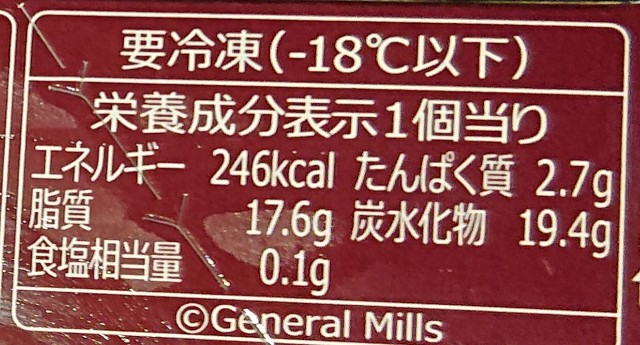 要冷凍(-18℃以下)
栄養成分表示1個当り
エネルギー 246kcal たんぱく質 2.7g
脂質 17.6g 炭水化物 19.4g
食塩相当量 0.1g
©General Mills